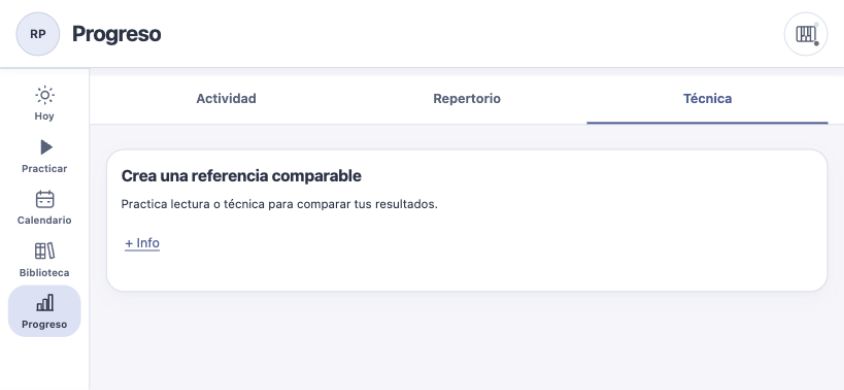 RP
Progreso
Hoy
Practicar
Calendario
Biblioteca
Progreso
Actividad
Repertorio
Técnica
Crea una referencia comparable
Practica lectura o técnica para comparar tus resultados.
+ Info